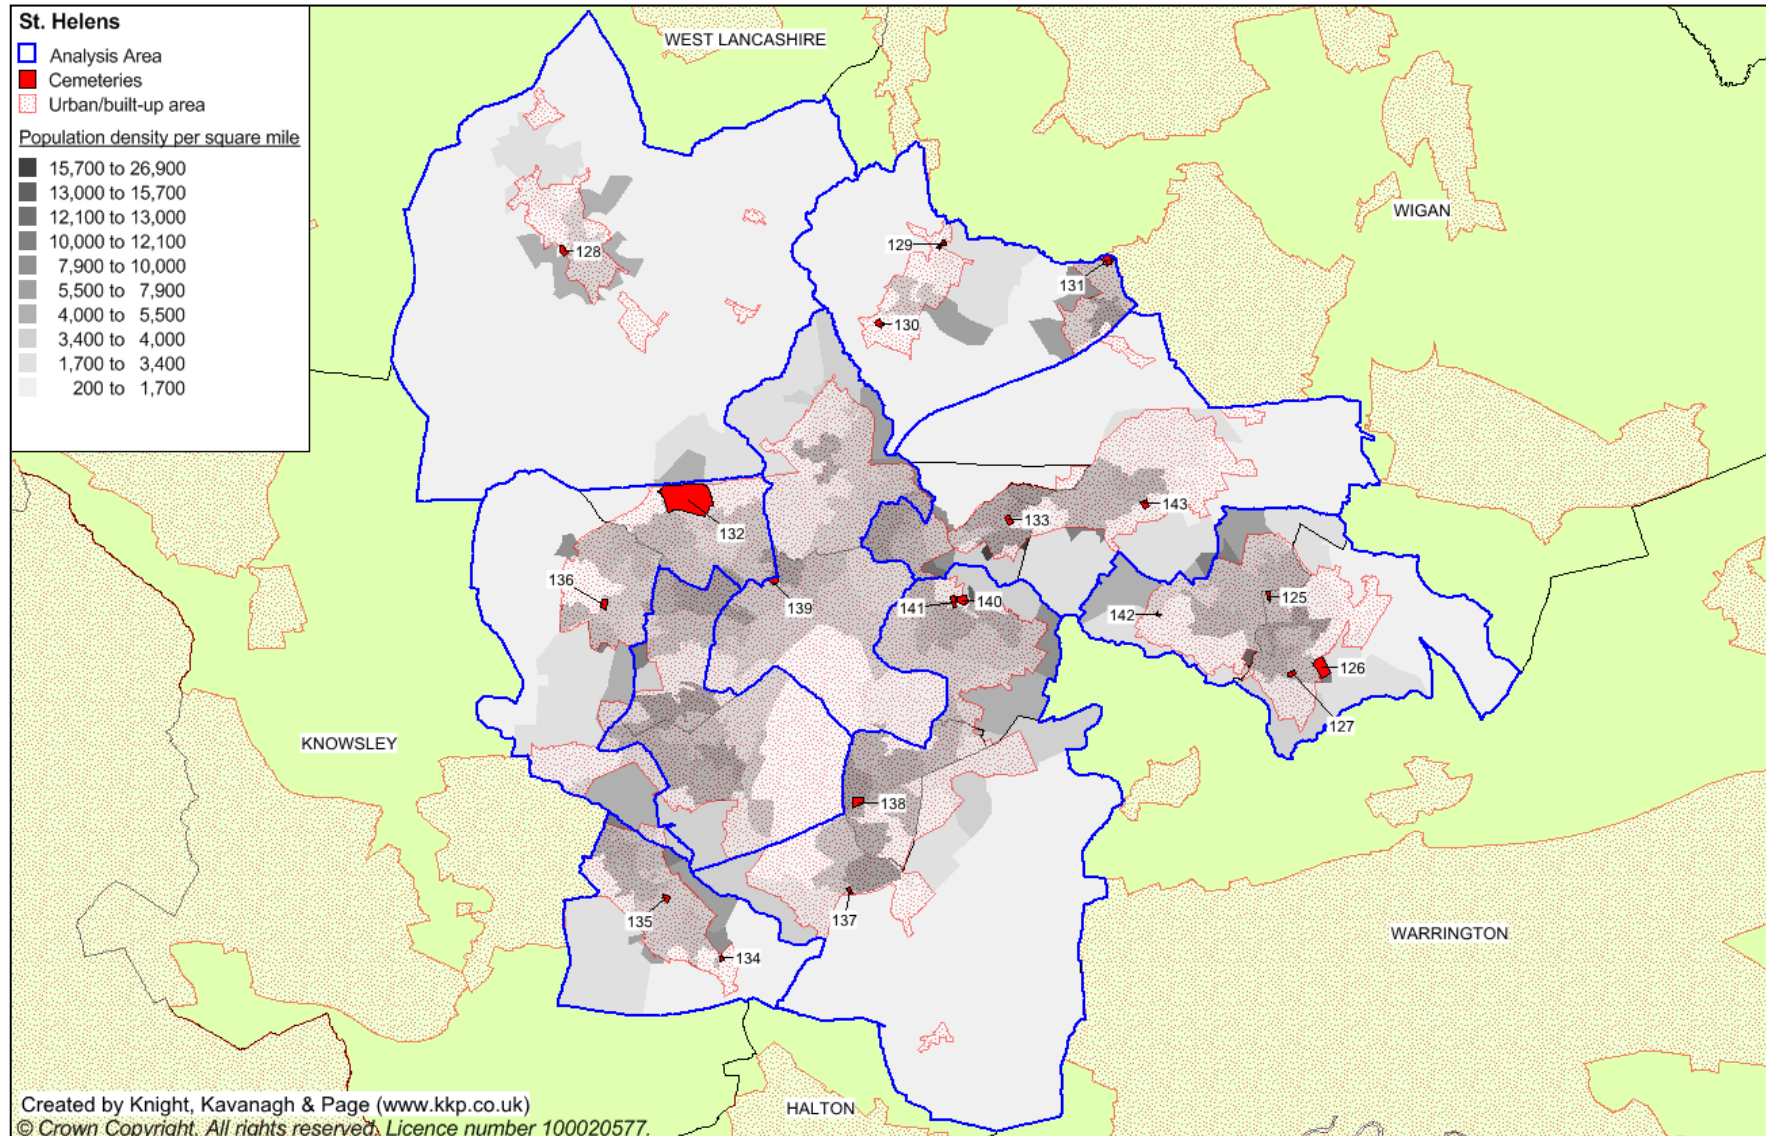 St. Helens
Analysis Area
Cemeteries
Urban/built-up area
Population density per square mile
15,700 to 26,900
13,000 to 15,700
12,100 to 13,000
10,000 to 12,100
7,900 to 10,000
5,500 to 7,900
4,000 to 5,500
3,400 to 4,000
1,700 to 3,400
200 to 1,700
WEST LANCASHIRE
WIGAN
128
129
131
130
132
133
143
136
139
141
140
142
125
126
127
KNOWSLEY
138
135
137
134
WARRINGTON
HALTON
Created by Knight, Kavanagh & Page (www.kkp.co.uk)
© Crown Copyright. All rights reserved. Licence number 100020577.